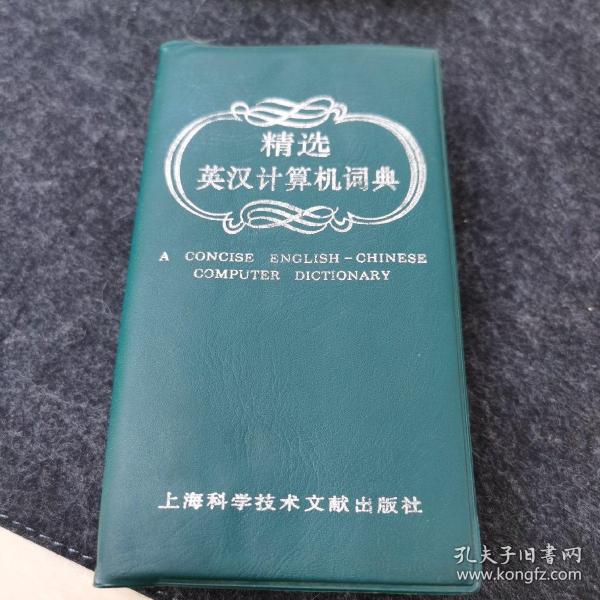 精选
英汉计算机词典
A CONCISE ENGLISH-CHINESE
COMPUTER DICTIONARY
上海科学技术文献出版社
孔夫子旧书网
www.kongfz.com